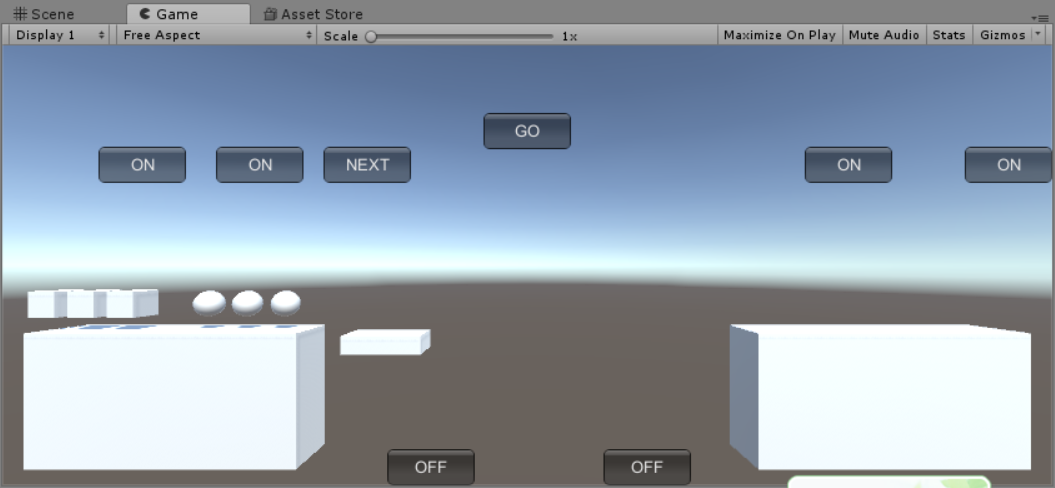 Scene Game Asset Store
Display 1 Free Aspect Scale 1x Maximize On Play Mute Audio Stats Gizmos
GO
ON ON NEXT ON ON
OFF OFF